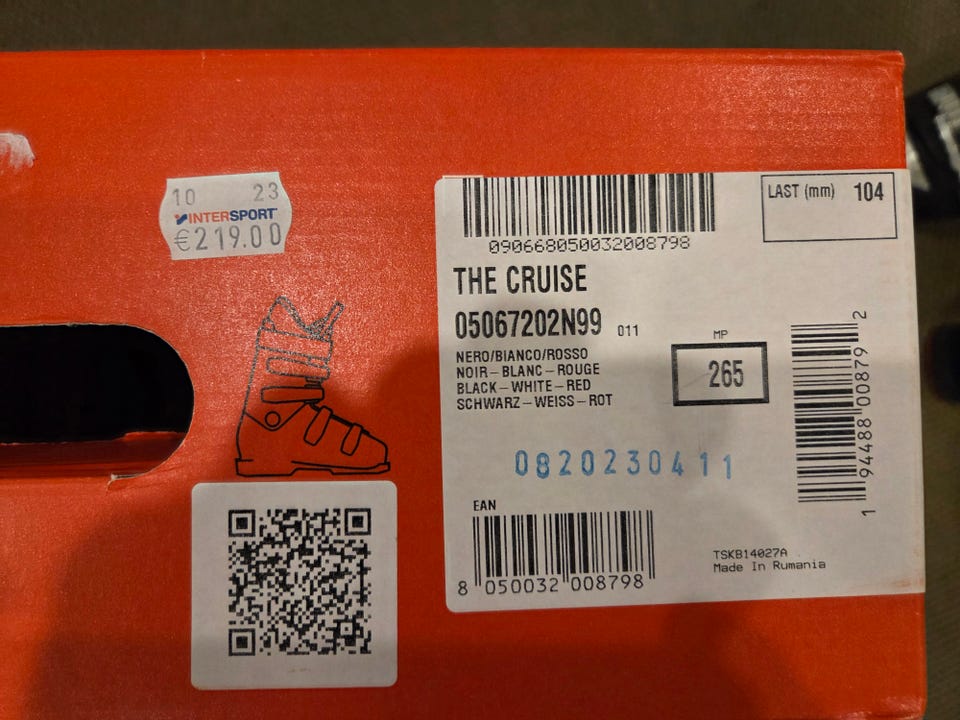 10 23
INTERSPORT
€219.00
090668050032008798
LAST (mm) 104
THE CRUISE
05067202N99 011
NERO/BIANCO/ROSSO
NOIR – BLANC – ROUGE
BLACK – WHITE – RED
SCHWARZ – WEISS – ROT
MP
265
0820230411
EAN
8 050032 008798
1 94488 00879 2
TSKB14027A
Made In Rumania